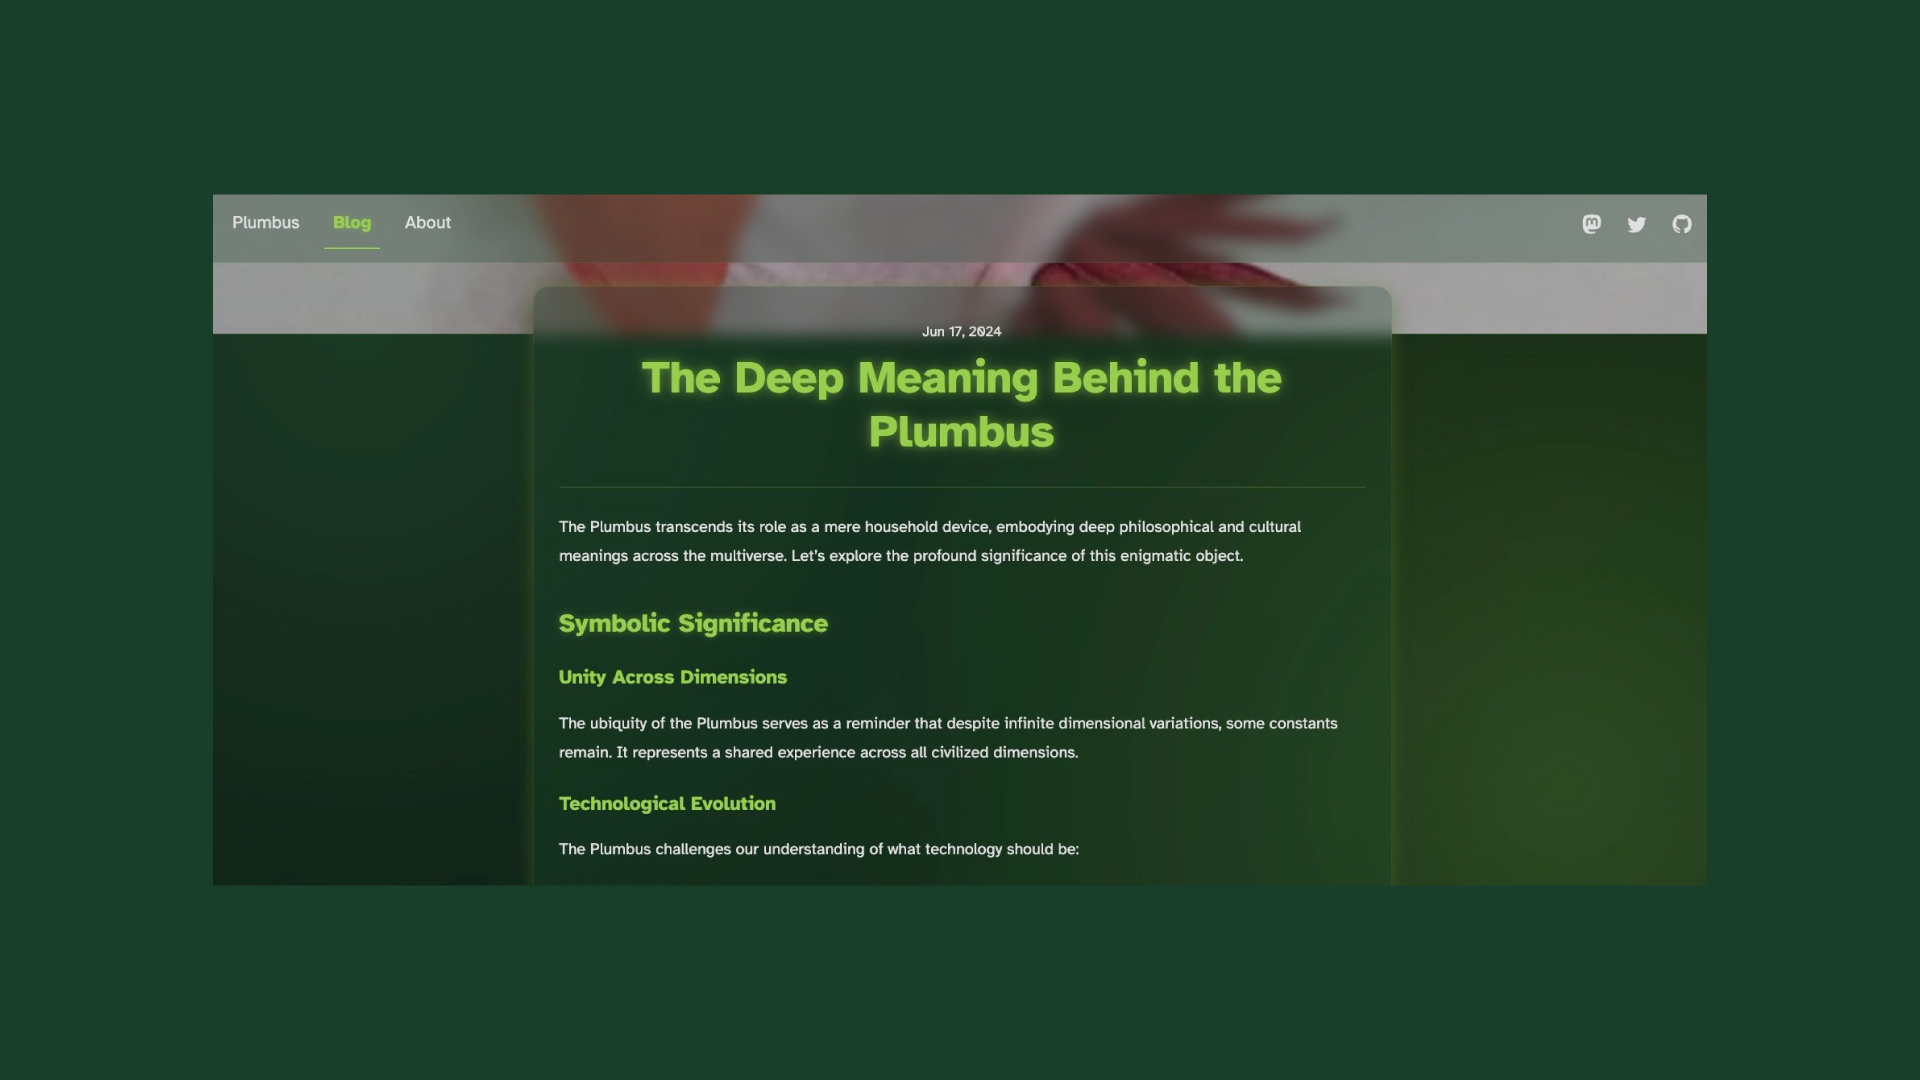 Plumbus Blog About
Jun 17, 2024
The Deep Meaning Behind the
Plumbus
The Plumbus transcends its role as a mere household device, embodying deep philosophical and cultural
meanings across the multiverse. Let’s explore the profound significance of this enigmatic object.
Symbolic Significance
Unity Across Dimensions
The ubiquity of the Plumbus serves as a reminder that despite infinite dimensional variations, some constants
remain. It represents a shared experience across all civilized dimensions.
Technological Evolution
The Plumbus challenges our understanding of what technology should be: